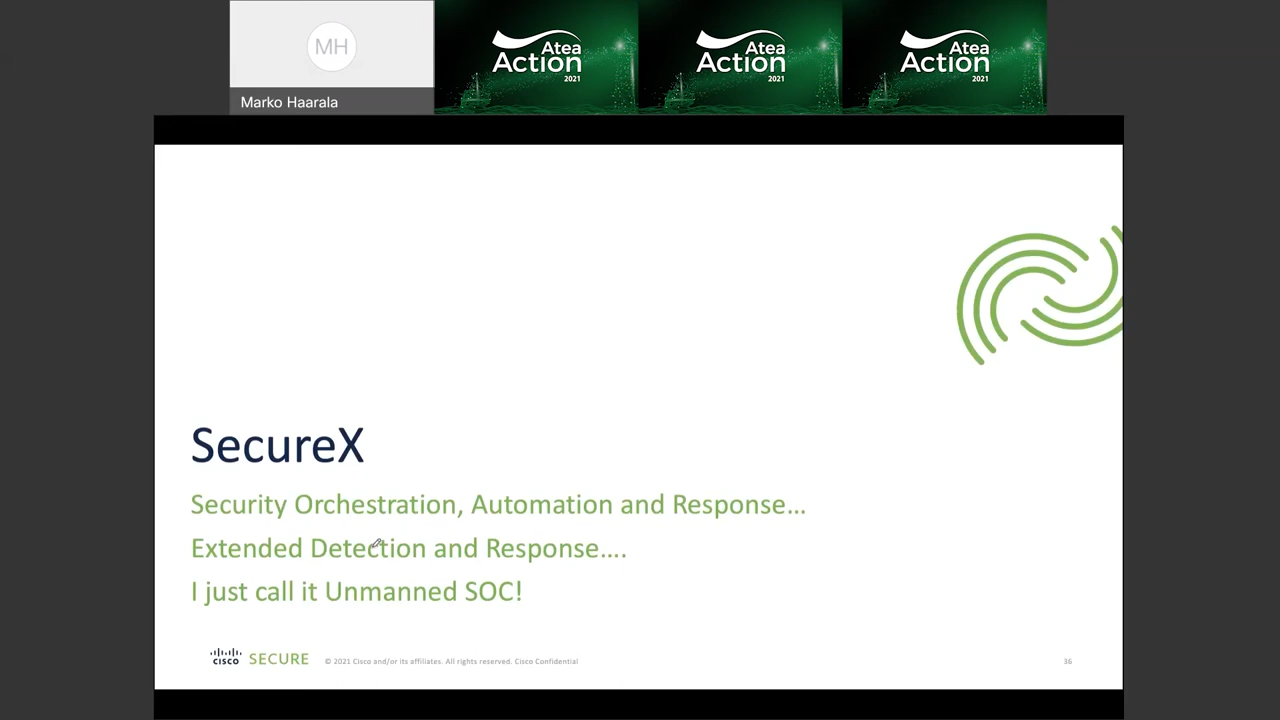 MH
Marko Haarala
Atea
Action
2021
Atea
Action
2021
Atea
Action
2021
SecureX
Security Orchestration, Automation and Response…
Extended Detection and Response….
I just call it Unmanned SOC!
CISCO SECURE © 2021 Cisco and/or its affiliates. All rights reserved. Cisco Confidential 36